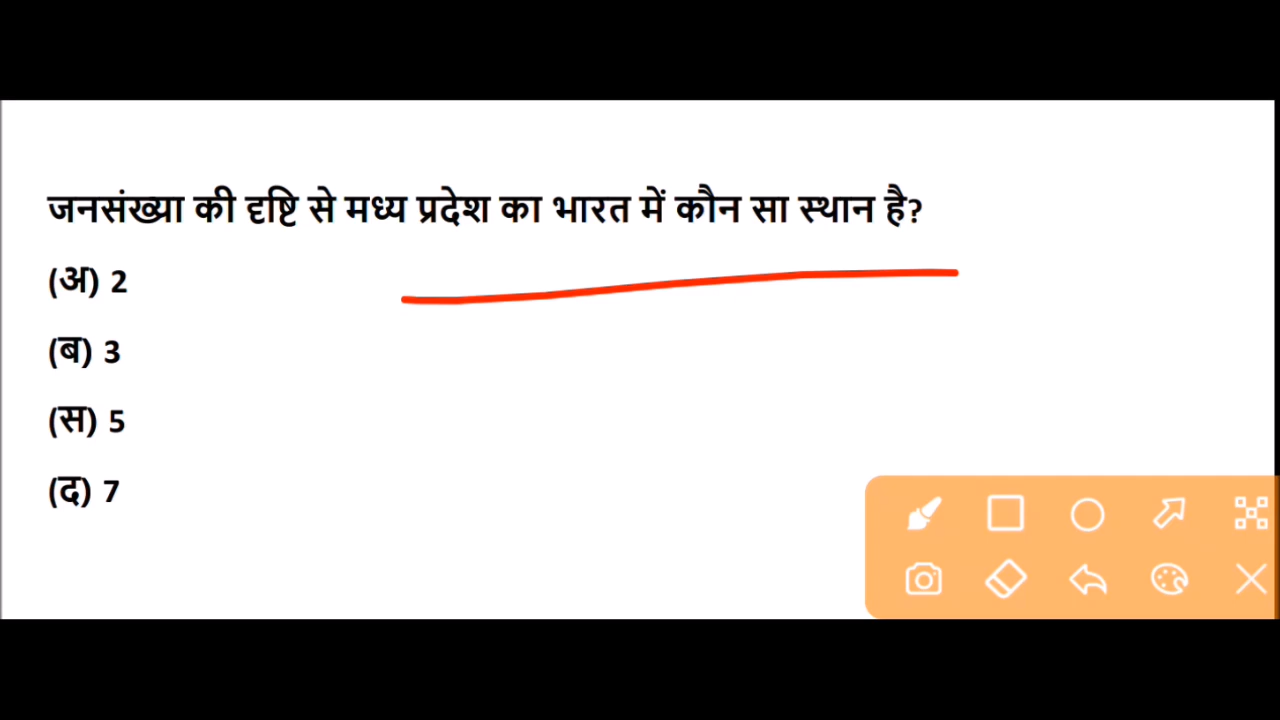 जनसंख्या की दृष्टि से मध्य प्रदेश का भारत में कौन सा स्थान है?
(अ) 2
(ब) 3
(स) 5
(द) 7